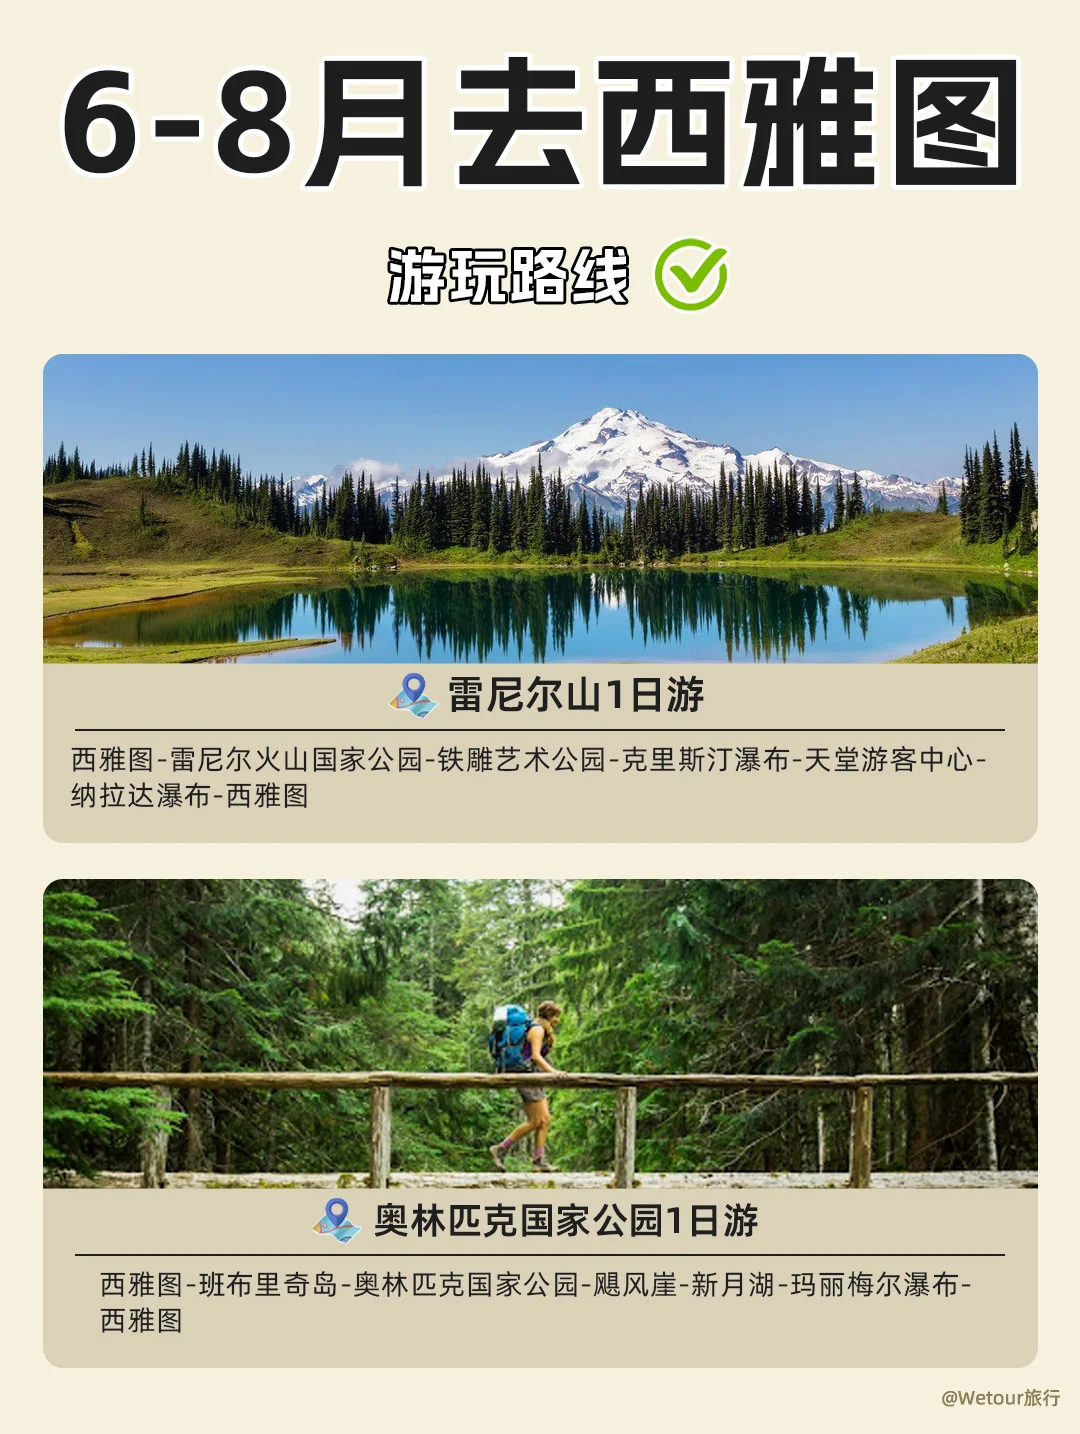 6-8月去西雅图
游玩路线
雷尼尔山1日游
西雅图-雷尼尔火山国家公园-铁雕艺术公园-克里斯汀瀑布-天堂游客中心-
纳拉达瀑布-西雅图
奥林匹克国家公园1日游
西雅图-班布里奇岛-奥林匹克国家公园-飓风崖-新月湖-玛丽梅尔瀑布-
西雅图
@Wetour旅行